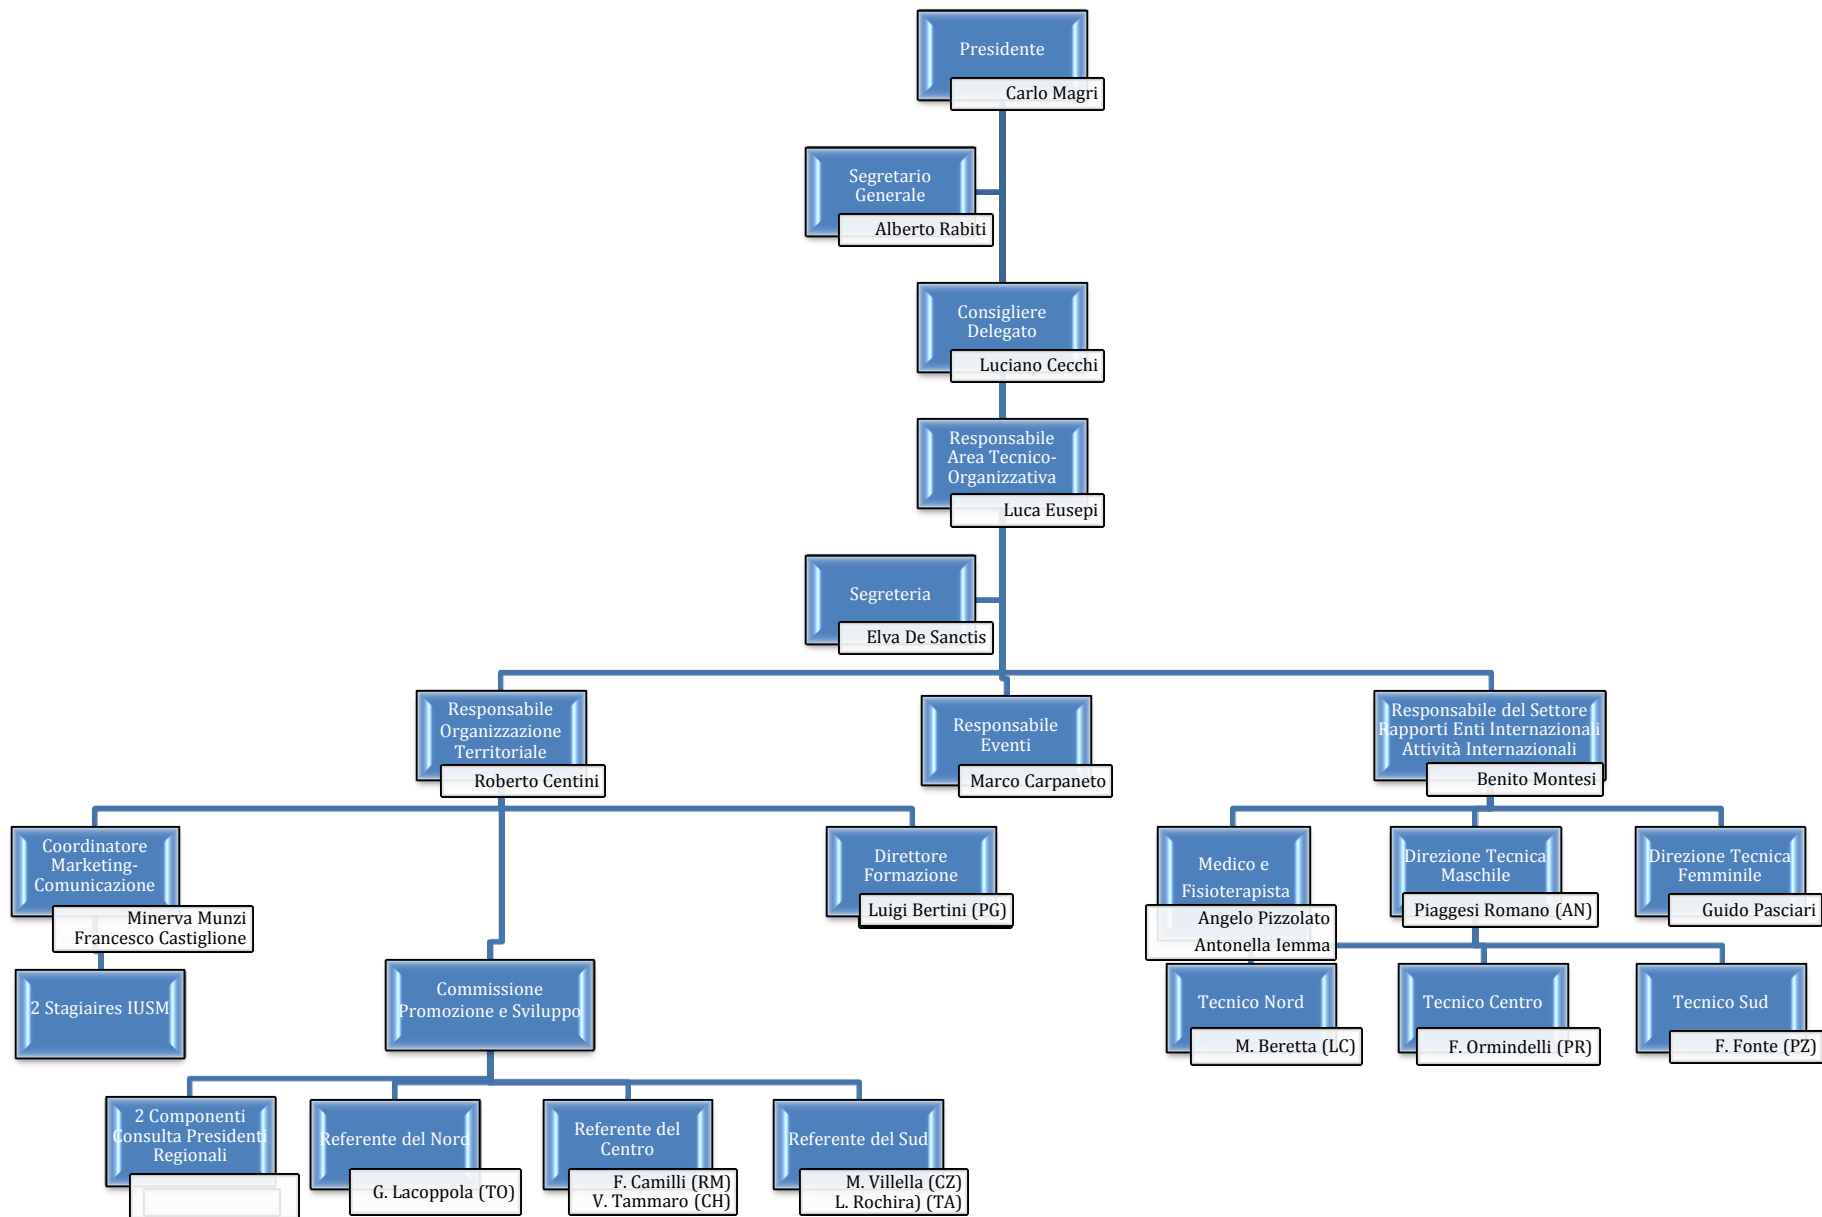 Presidente
Carlo Magri
Segretario
Generale
Alberto Rabiti
Consigliere
Delegato
Luciano Cecchi
Responsabile
Area Tecnico-
Organizzativa
Luca Eusepi
Segreteria
Elva De Sanctis
Responsabile
Organizzazione
Territoriale
Roberto Centini
Responsabile
Eventi
Marco Carpaneto
Responsabile del Settore
Rapporti Enti Internazionali
Attività Internazionali
Benito Montesi
Coordinatore
Marketing-
Comunicazione
Minerva Munzi
Francesco Castiglione
Direttore
Formazione
Luigi Bertini (PG)
Medico e
Fisioterapista
Angelo Pizzolato
Antonella Iemma
Direzione Tecnica
Maschile
Piaggesi Romano (AN)
Direzione Tecnica
Femminile
Guido Pasciari
2 Stagiaires IUSM
Commissione
Promozione e Sviluppo
Tecnico Nord
M. Beretta (LC)
Tecnico Centro
F. Ormindelli (PR)
Tecnico Sud
F. Fonte (PZ)
2 Componenti
Consulta Presidenti
Regionali
Referente del Nord
G. Lacoppola (TO)
Referente del
Centro
F. Camilli (RM)
V. Tammaro (CH)
Referente del Sud
M. Villella (CZ)
L. Rochira) (TA)